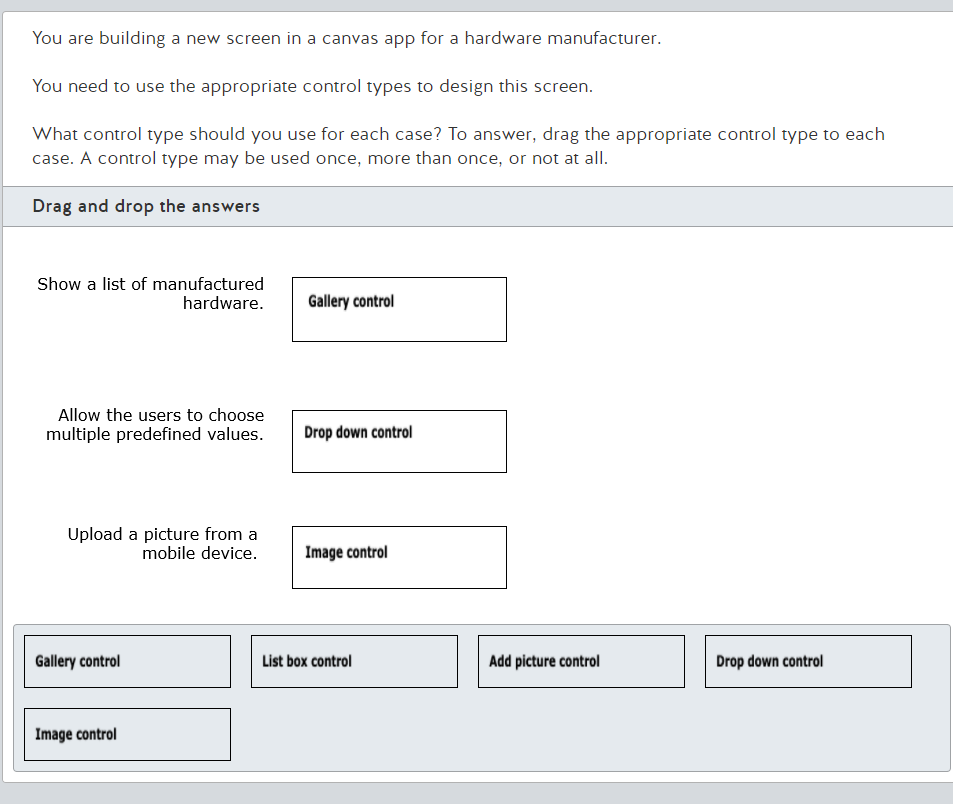 You are building a new screen in a canvas app for a hardware manufacturer.
You need to use the appropriate control types to design this screen.
What control type should you use for each case? To answer, drag the appropriate control type to each
case. A control type may be used once, more than once, or not at all.
Drag and drop the answers
Show a list of manufactured
hardware.
Gallery control
Allow the users to choose
multiple predefined values.
Drop down control
Upload a picture from a
mobile device.
Image control
Gallery control
List box control
Add picture control
Drop down control
Image control